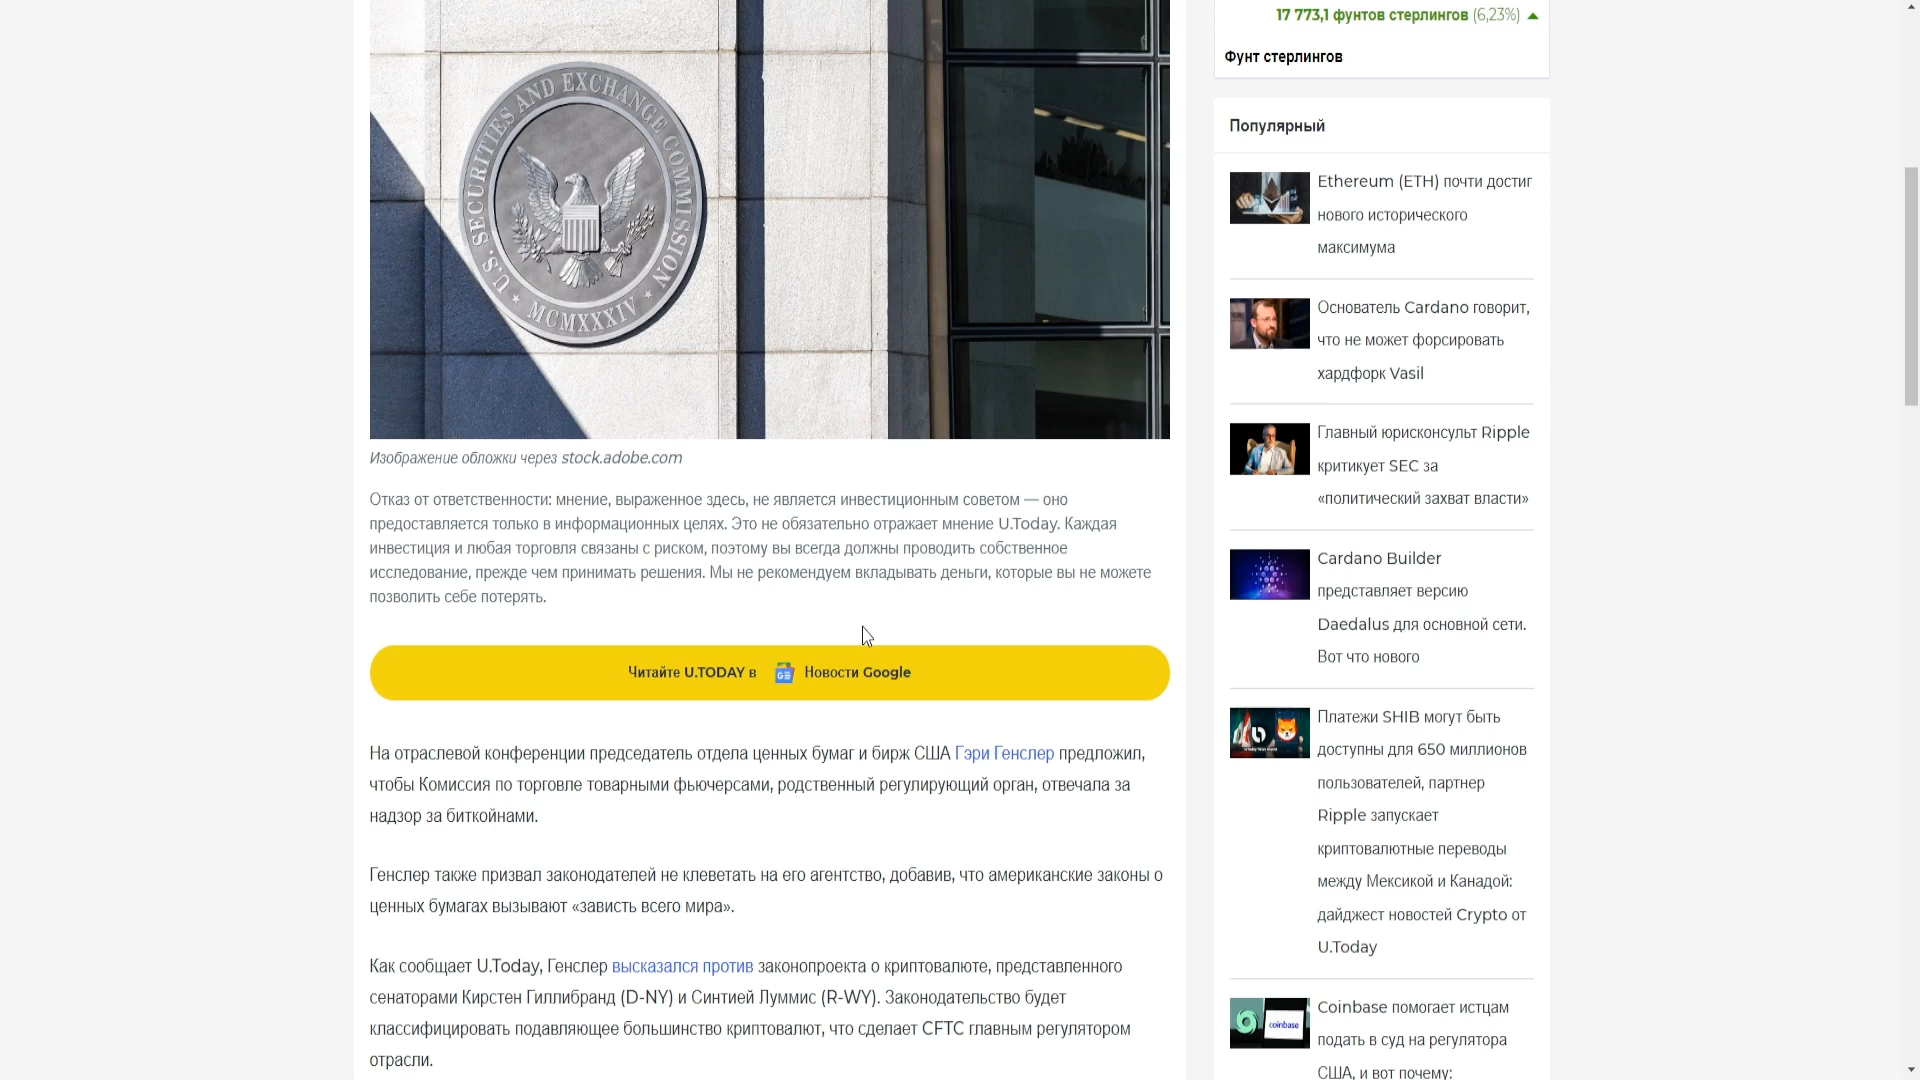 U.S. SECURITIES AND EXCHANGE COMMISSION
★ MCMXXXIV ★
Изображение обложки через stock.adobe.com
Отказ от ответственности: мнение, выраженное здесь, не является инвестиционным советом — оно
предоставляется только в информационных целях. Это не обязательно отражает мнение U.Today. Каждая
инвестиция и любая торговля связаны с риском, поэтому вы всегда должны проводить собственное
исследование, прежде чем принимать решения. Мы не рекомендуем вкладывать деньги, которые вы не можете
позволить себе потерять.
Читайте U.TODAY в Новости Google
На отраслевой конференции председатель отдела ценных бумаг и бирж США Гэри Генслер предложил,
чтобы Комиссия по торговле товарными фьючерсами, родственный регулирующий орган, отвечала за
надзор за биткойнами.
Генслер также призвал законодателей не клеветать на его агентство, добавив, что американские законы о
ценных бумагах вызывают «зависть всего мира».
Как сообщает U.Today, Генслер высказался против законопроекта о криптовалюте, представленного
сенаторами Кирстен Гиллибранд (D-NY) и Синтией Луммис (R-WY). Законодательство будет
классифицировать подавляющее большинство криптовалют, что сделает CFTC главным регулятором
отрасли.
17 773,1 фунтов стерлингов (6,23%)
Фунт стерлингов
Популярный
Ethereum (ETH) почти достиг
нового исторического
максимума
Основатель Cardano говорит,
что не может форсировать
хардфорк Vasil
Главный юрисконсульт Ripple
критикует SEC за
«политический захват власти»
Cardano Builder
представляет версию
Daedalus для основной сети.
Вот что нового
Платежи SHIB могут быть
доступны для 650 миллионов
пользователей, партнер
Ripple запускает
криптовалютные переводы
между Мексикой и Канадой:
дайджест новостей Crypto от
U.Today
coinbase
Coinbase помогает истцам
подать в суд на регулятора
США, и вот почему: